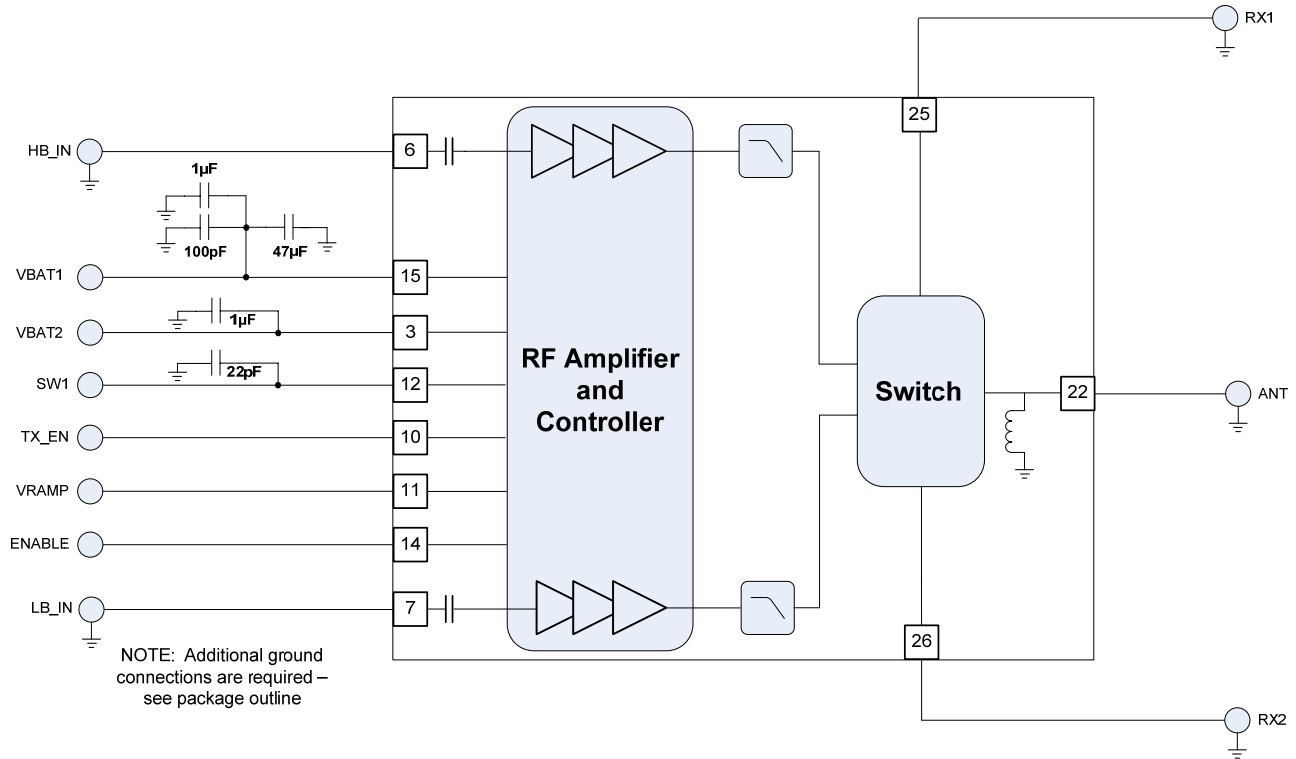 RX1
25
HB_IN
6
1µF
100pF
47µF
VBAT1
15
VBAT2
1µF
3
SW1
22pF
12
RF Amplifier
and
Controller
Switch
22
ANT
TX_EN
10
VRAMP
11
ENABLE
14
LB_IN
7
26
NOTE: Additional ground
connections are required –
see package outline
RX2